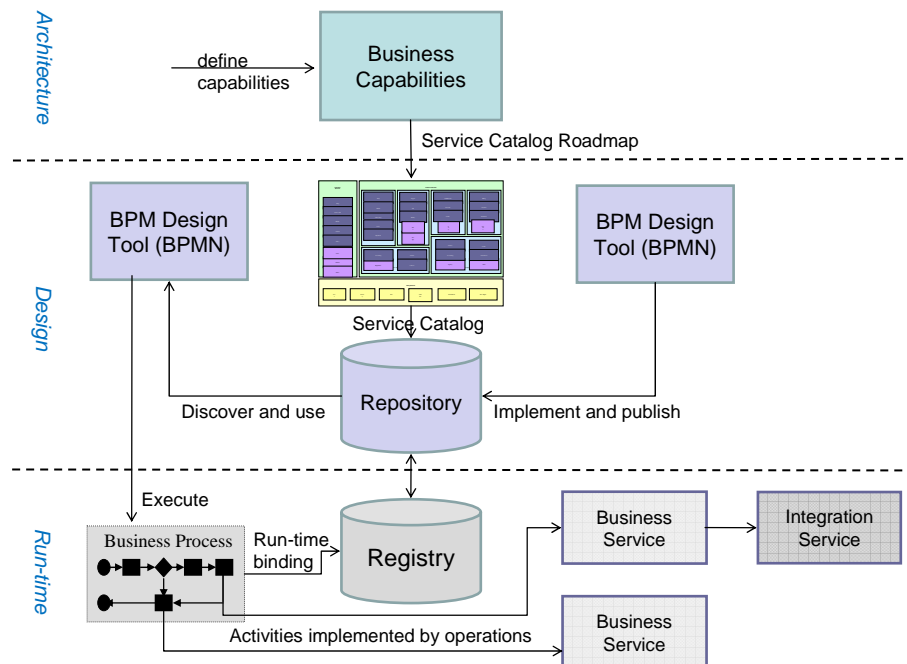 Architecture
define
capabilities
Business
Capabilities
Service Catalog Roadmap
Design
BPM Design
Tool (BPMN)
BPM Design
Tool (BPMN)
Service Catalog
Repository
Discover and use
Implement and publish
Run-time
Execute
Business Process
Run-time
binding
Registry
Business
Service
Integration
Service
Activities implemented by operations
Business
Service